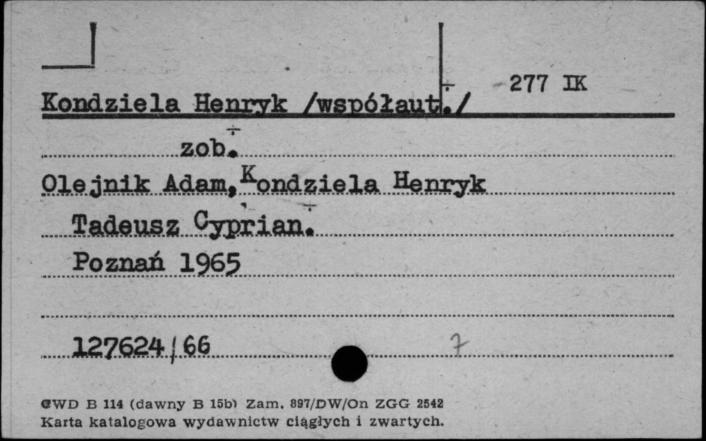 277 IK
Kondziela Henryk /współaut./
zob.
Olejnik Adam, Kondziela Henryk
Tadeusz Cyprian.
Poznań 1965
127624/66
7
CWD B 114 (dawny B 15b) Zam. 897/DW/On ZGG 2542
Karta katalogowa wydawnictw ciągłych i zwartych.